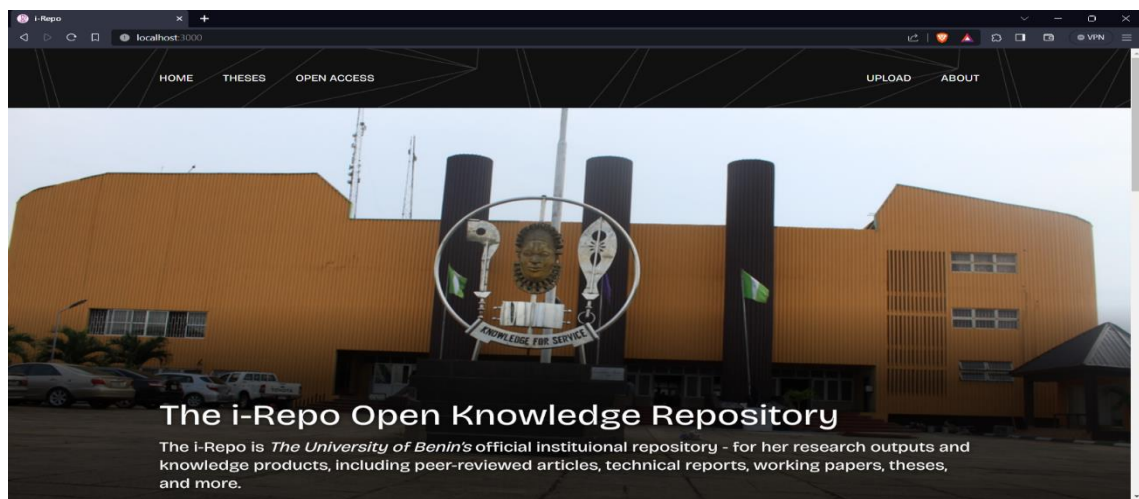 i-Repo
localhost:3000
VPN
HOME THESES OPEN ACCESS UPLOAD ABOUT
KNOWLEDGE FOR SERVICE
The i-Repo Open Knowledge Repository
The i-Repo is The University of Benin's official instituional repository - for her research outputs and
knowledge products, including peer-reviewed articles, technical reports, working papers, theses,
and more.